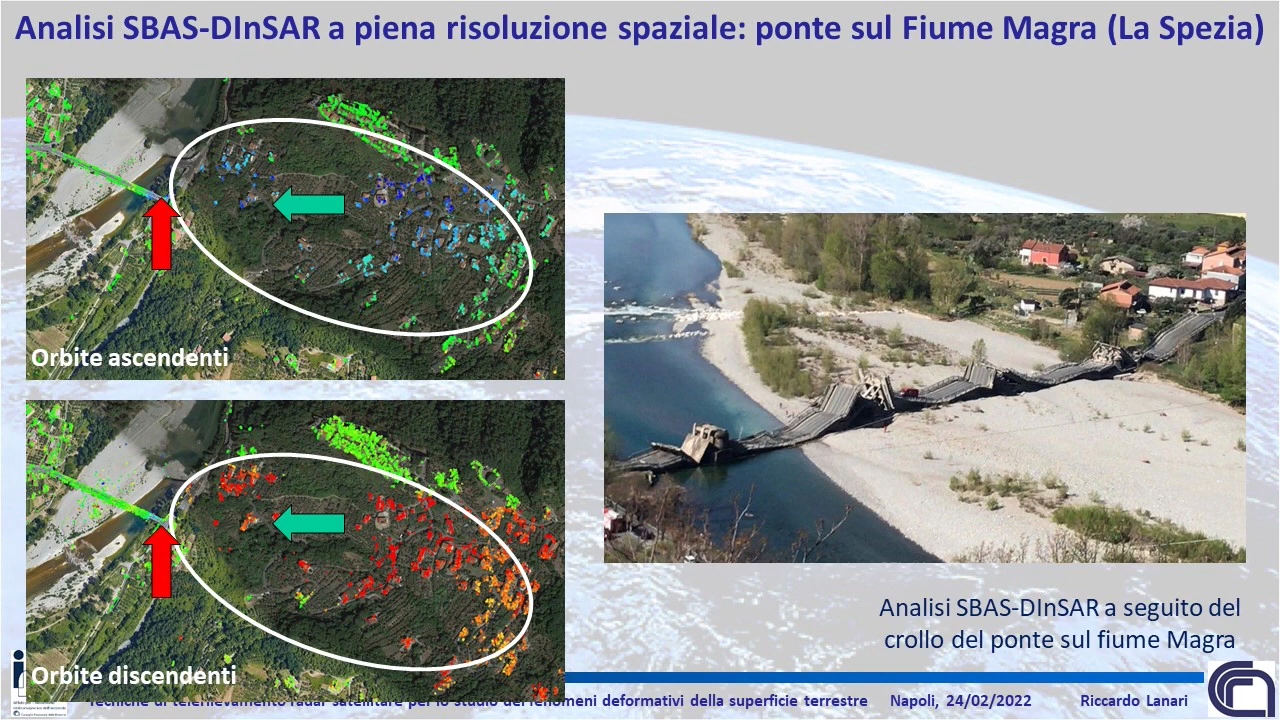 Analisi SBAS-DInSAR a piena risoluzione spaziale: ponte sul Fiume Magra (La Spezia)
Orbite ascendenti
Orbite discendenti
Analisi SBAS-DInSAR a seguito del
crollo del ponte sul fiume Magra
Tecniche di telerilevamento radar satellitare per lo studio dei fenomeni deformativi della superficie terrestre Napoli, 24/02/2022 Riccardo Lanari